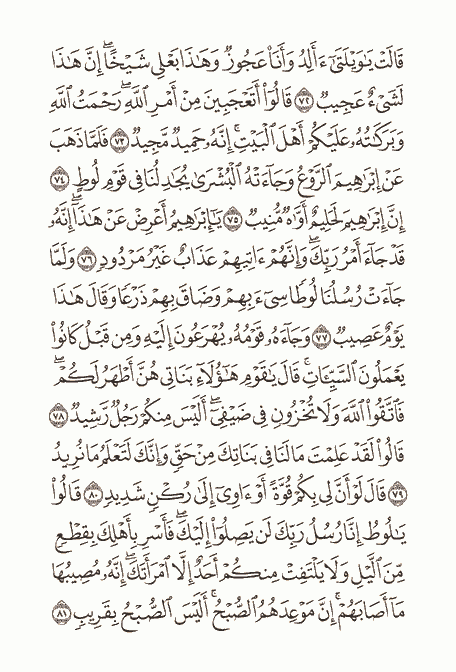 قَالَتْ يَٰوَيْلَتَىٰٓ ءَأَلِدُ وَأَنَا۠ عَجُوزٌ وَهَٰذَا بَعْلِى شَيْخًا ۖ إِنَّ هَٰذَا
لَشَىْءٌ عَجِيبٌ ٧٢ قَالُوٓا۟ أَتَعْجَبِينَ مِنْ أَمْرِ ٱللَّهِ ۖ رَحْمَتُ ٱللَّهِ
وَبَرَكَٰتُهُۥ عَلَيْكُمْ أَهْلَ ٱلْبَيْتِ ۚ إِنَّهُۥ حَمِيدٌ مَّجِيدٌ ٧٣ فَلَمَّا ذَهَبَ
عَنْ إِبْرَٰهِيمَ ٱلرَّوْعُ وَجَآءَتْهُ ٱلْبُشْرَىٰ يُجَٰدِلُنَا فِى قَوْمِ لُوطٍ ٧٤
إِنَّ إِبْرَٰهِيمَ لَحَلِيمٌ أَوَّٰهٌ مُّنِيبٌ ٧٥ يَٰٓإِبْرَٰهِيمُ أَعْرِضْ عَنْ هَٰذَآ ۖ إِنَّهُۥ
قَدْ جَآءَ أَمْرُ رَبِّكَ ۖ وَإِنَّهُمْ ءَاتِيهِمْ عَذَابٌ غَيْرُ مَرْدُودٍ ٧٦ وَلَمَّا
جَآءَتْ رُسُلُنَا لُوطًا سِىٓءَ بِهِمْ وَضَاقَ بِهِمْ ذَرْعًا وَقَالَ هَٰذَا
يَوْمٌ عَصِيبٌ ٧٧ وَجَآءَهُۥ قَوْمُهُۥ يُهْرَعُونَ إِلَيْهِ وَمِن قَبْلُ كَانُوا۟
يَعْمَلُونَ ٱلسَّيِّـَٔاتِ ۚ قَالَ يَٰقَوْمِ هَٰٓؤُلَآءِ بَنَاتِى هُنَّ أَطْهَرُ لَكُمْ ۖ
فَٱتَّقُوا۟ ٱللَّهَ وَلَا تُخْزُونِ فِى ضَيْفِىٓ ۖ أَلَيْسَ مِنكُمْ رَجُلٌ رَّشِيدٌ ٧٨
قَالُوا۟ لَقَدْ عَلِمْتَ مَا لَنَا فِى بَنَاتِكَ مِنْ حَقٍّ وَإِنَّكَ لَتَعْلَمُ مَا نُرِيدُ
٧٩ قَالَ لَوْ أَنَّ لِى بِكُمْ قُوَّةً أَوْ ءَاوِىٓ إِلَىٰ رُكْنٍ شَدِيدٍ ٨٠ قَالُوا۟
يَٰلُوطُ إِنَّا رُسُلُ رَبِّكَ لَن يَصِلُوٓا۟ إِلَيْكَ ۖ فَأَسْرِ بِأَهْلِكَ بِقِطْعٍ
مِّنَ ٱلَّيْلِ وَلَا يَلْتَفِتْ مِنكُمْ أَحَدٌ إِلَّا ٱمْرَأَتَكَ ۖ إِنَّهُۥ مُصِيبُهَا
مَآ أَصَابَهُمْ ۚ إِنَّ مَوْعِدَهُمُ ٱلصُّبْحُ ۚ أَلَيْسَ ٱلصُّبْحُ بِقَرِيبٍ ٨١